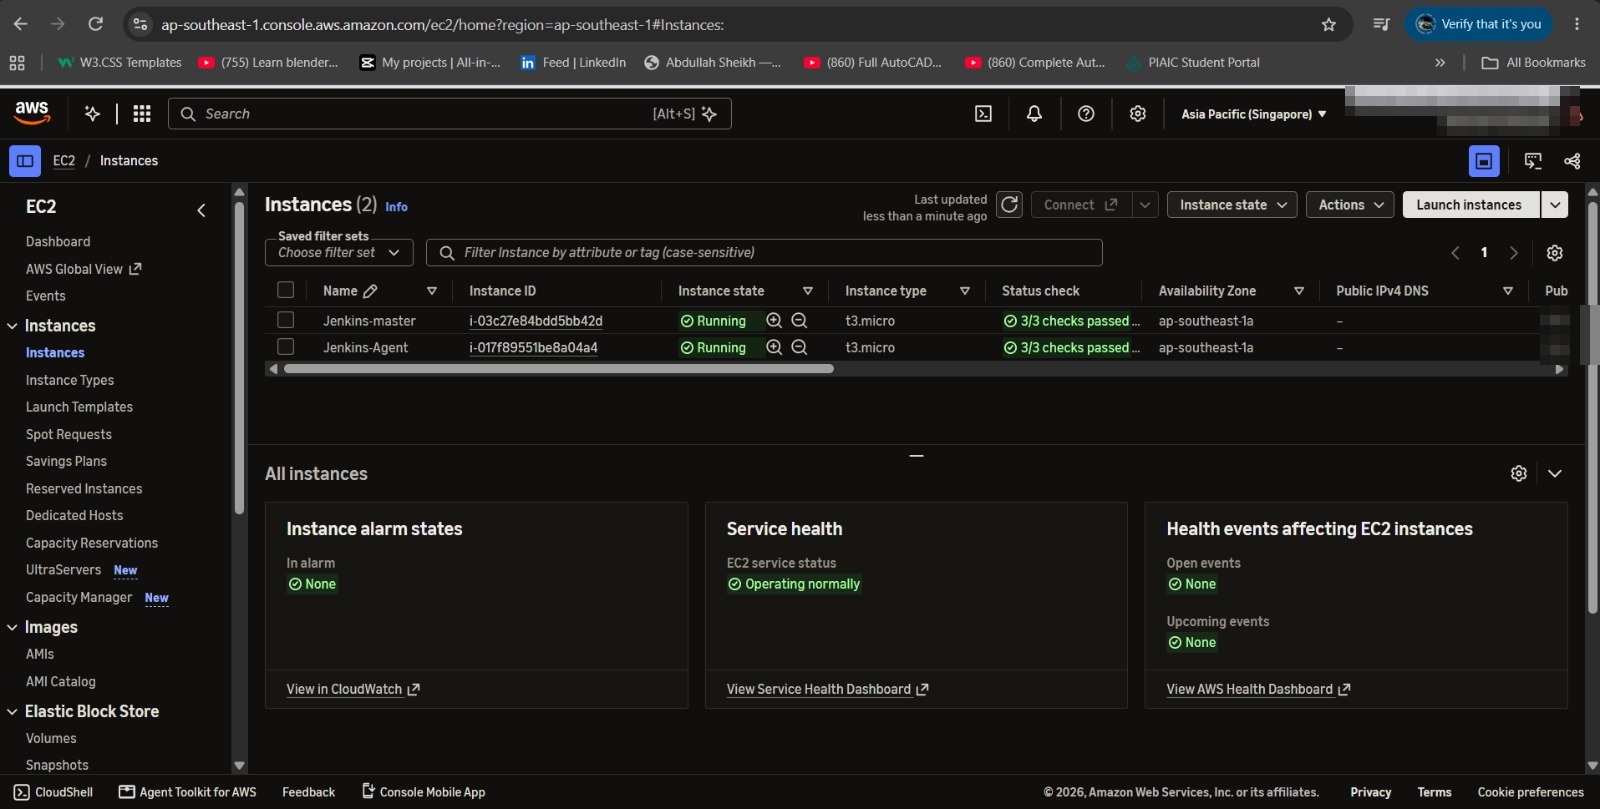 ap-southeast-1.console.aws.amazon.com/ec2/home?region=ap-southeast-1#Instances:
Verify that it's you
W3.CSS Templates
(755) Learn blender...
My projects | All-in-...
Feed | LinkedIn
Abdullah Sheikh —...
(860) Full AutoCAD...
(860) Complete Aut...
PIAIC Student Portal
All Bookmarks
aws
Search
[Alt+S]
Asia Pacific (Singapore)
EC2 / Instances
EC2
Dashboard
AWS Global View
Events
Instances
Instances
Instance Types
Launch Templates
Spot Requests
Savings Plans
Reserved Instances
Dedicated Hosts
Capacity Reservations
UltraServers New
Capacity Manager New
Images
AMIs
AMI Catalog
Elastic Block Store
Volumes
Snapshots
Instances (2) Info
Last updated
less than a minute ago
Connect
Instance state
Actions
Launch instances
Saved filter sets
Choose filter set
Filter Instance by attribute or tag (case-sensitive)
1
Name Instance ID Instance state Instance type Status check Availability Zone Public IPv4 DNS Pub
Jenkins-master i-03c27e84bdd5bb42d Running t3.micro 3/3 checks passed ... ap-southeast-1a –
Jenkins-Agent i-017f89551be8a04a4 Running t3.micro 3/3 checks passed ... ap-southeast-1a –
All instances
Instance alarm states
In alarm
None
View in CloudWatch
Service health
EC2 service status
Operating normally
View Service Health Dashboard
Health events affecting EC2 instances
Open events
None
Upcoming events
None
View AWS Health Dashboard
CloudShell
Agent Toolkit for AWS
Feedback
Console Mobile App
© 2026, Amazon Web Services, Inc. or its affiliates.
Privacy
Terms
Cookie preferences